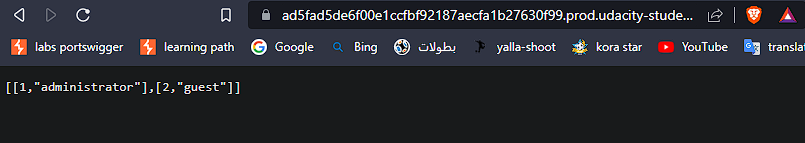 ad5fad5de6f00e1ccfbf92187aecfa1b27630f99.prod.udacity-stude...
labs portswigger learning path Google Bing بطولات yalla-shoot kora star YouTube translat
[[1,"administrator"],[2,"guest"]]